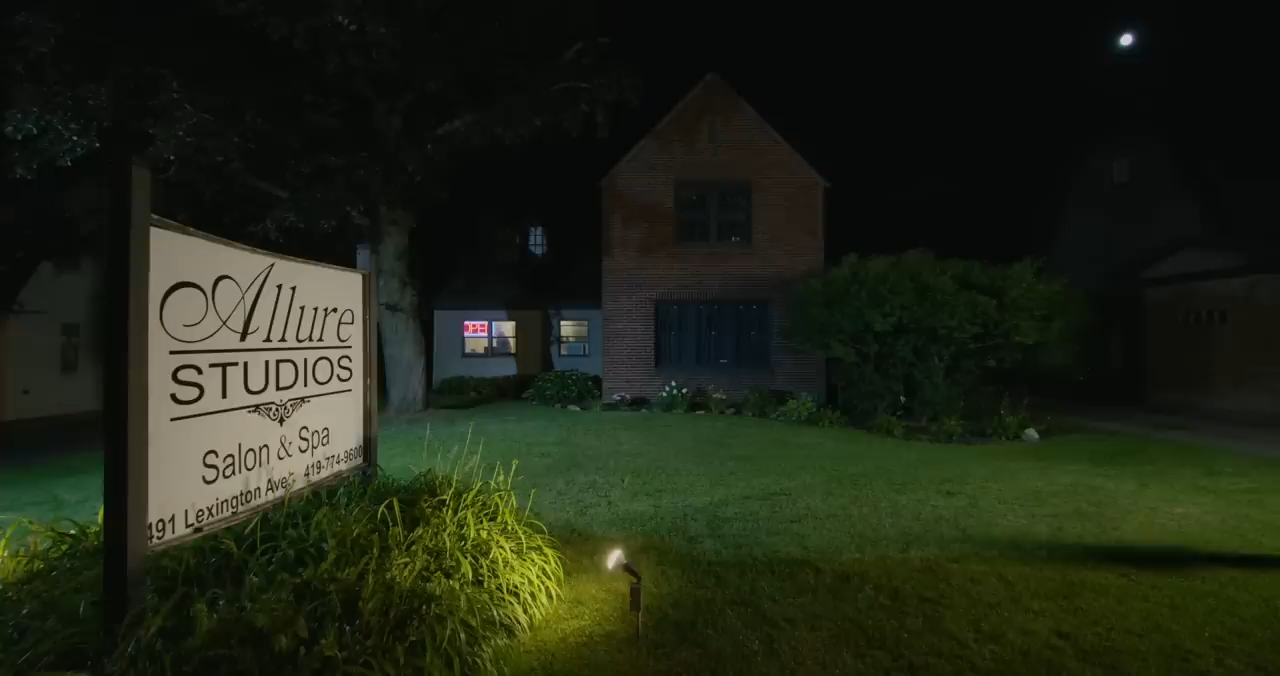 Allure
STUDIOS
Salon & Spa
419-774-9600
491 Lexington Ave.
OPEN